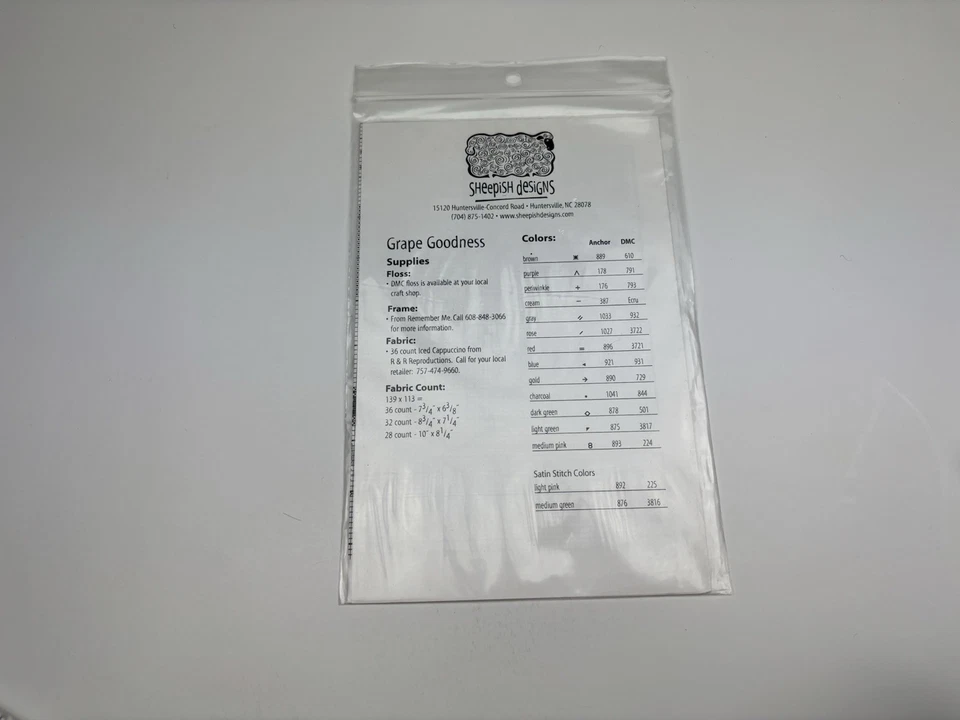 SHeepiSH desiGNS
15120 Huntersville-Concord Road • Huntersville, NC 28078
(704) 875-1402 • www.sheepishdesigns.com
Grape Goodness
Supplies
Floss:
• DMC floss is available at your local
craft shop.
Frame:
• From Remember Me. Call 608-848-3066
for more information.
Fabric:
• 36 count Iced Cappuccino from
R & R Reproductions. Call for your local
retailer: 757-474-9660.
Fabric Count:
139 x 113 =
36 count - 7 3/4" x 6 3/8"
32 count - 8 3/4" x 7 1/4"
28 count - 10" x 8 1/4"
Colors: Anchor DMC
brown 889 610
purple 178 791
periwinkle + 176 793
cream – 387 Ecru
gray 1033 932
rose 1027 3722
red = 896 3721
blue 921 931
gold → 890 729
charcoal • 1041 844
dark green 878 501
light green 875 3817
medium pink 8 893 224
Satin Stitch Colors
light pink 892 225
medium green 876 3816